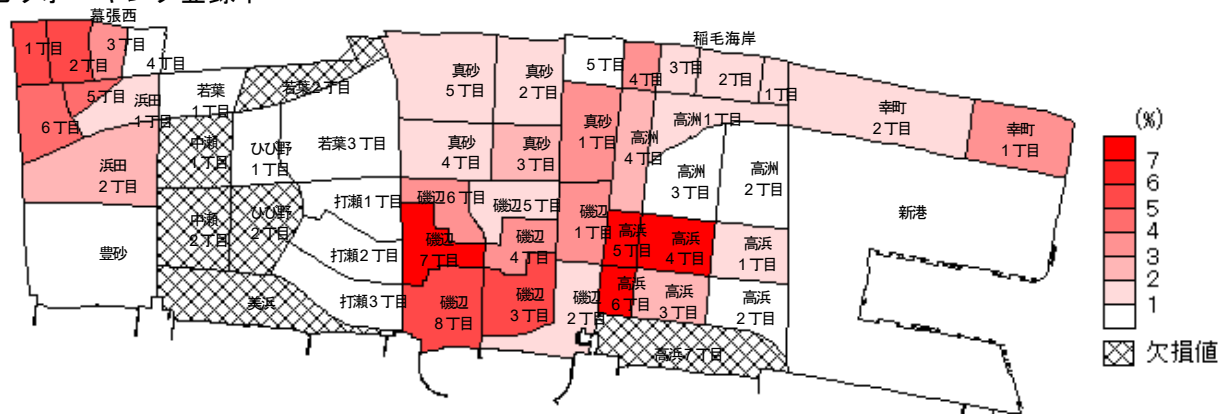 幕張西
1丁目
2丁目
3丁目
4丁目
5丁目
6丁目
浜田
1丁目
浜田
2丁目
若葉
1丁目
若葉2丁目
若葉3丁目
中瀬
1丁目
中瀬
2丁目
ひび野
1丁目
ひび野
2丁目
豊砂
美浜
打瀬1丁目
打瀬2丁目
打瀬3丁目
真砂
5丁目
真砂
2丁目
真砂
4丁目
真砂
3丁目
真砂
1丁目
磯辺6丁目
磯辺5丁目
磯辺
7丁目
磯辺
4丁目
磯辺
1丁目
磯辺
8丁目
磯辺
3丁目
磯辺
2丁目
稲毛海岸
5丁目
4丁目
3丁目
2丁目
1丁目
高洲1丁目
高洲
4丁目
高洲
3丁目
高洲
2丁目
高浜
5丁目
高浜
4丁目
高浜
1丁目
高浜
6丁目
高浜
3丁目
高浜
2丁目
高浜7丁目
幸町
2丁目
幸町
1丁目
新港
(%)
7
6
5
4
3
2
1
欠損値